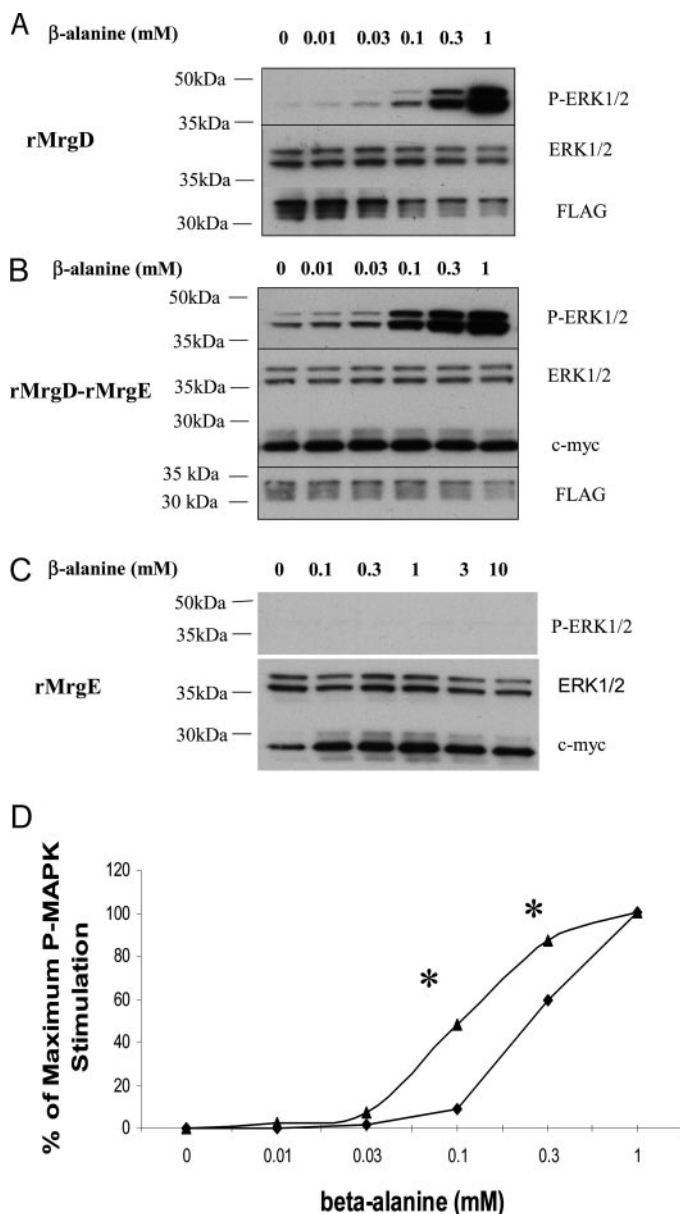 A
β-alanine (mM) 0 0.01 0.03 0.1 0.3 1
50kDa
P-ERK1/2
35kDa
rMrgD
ERK1/2
35kDa
FLAG
30kDa
B
β-alanine (mM) 0 0.01 0.03 0.1 0.3 1
50kDa
P-ERK1/2
35kDa
ERK1/2
35kDa
rMrgD-rMrgE
30kDa
c-myc
35 kDa
FLAG
30 kDa
C
β-alanine (mM) 0 0.1 0.3 1 3 10
50kDa
P-ERK1/2
35kDa
rMrgE
ERK1/2
35kDa
30kDa
c-myc
D
% of Maximum P-MAPK
Stimulation
120
100
80
60
40
20
0
* *
0 0.01 0.03 0.1 0.3 1
beta-alanine (mM)